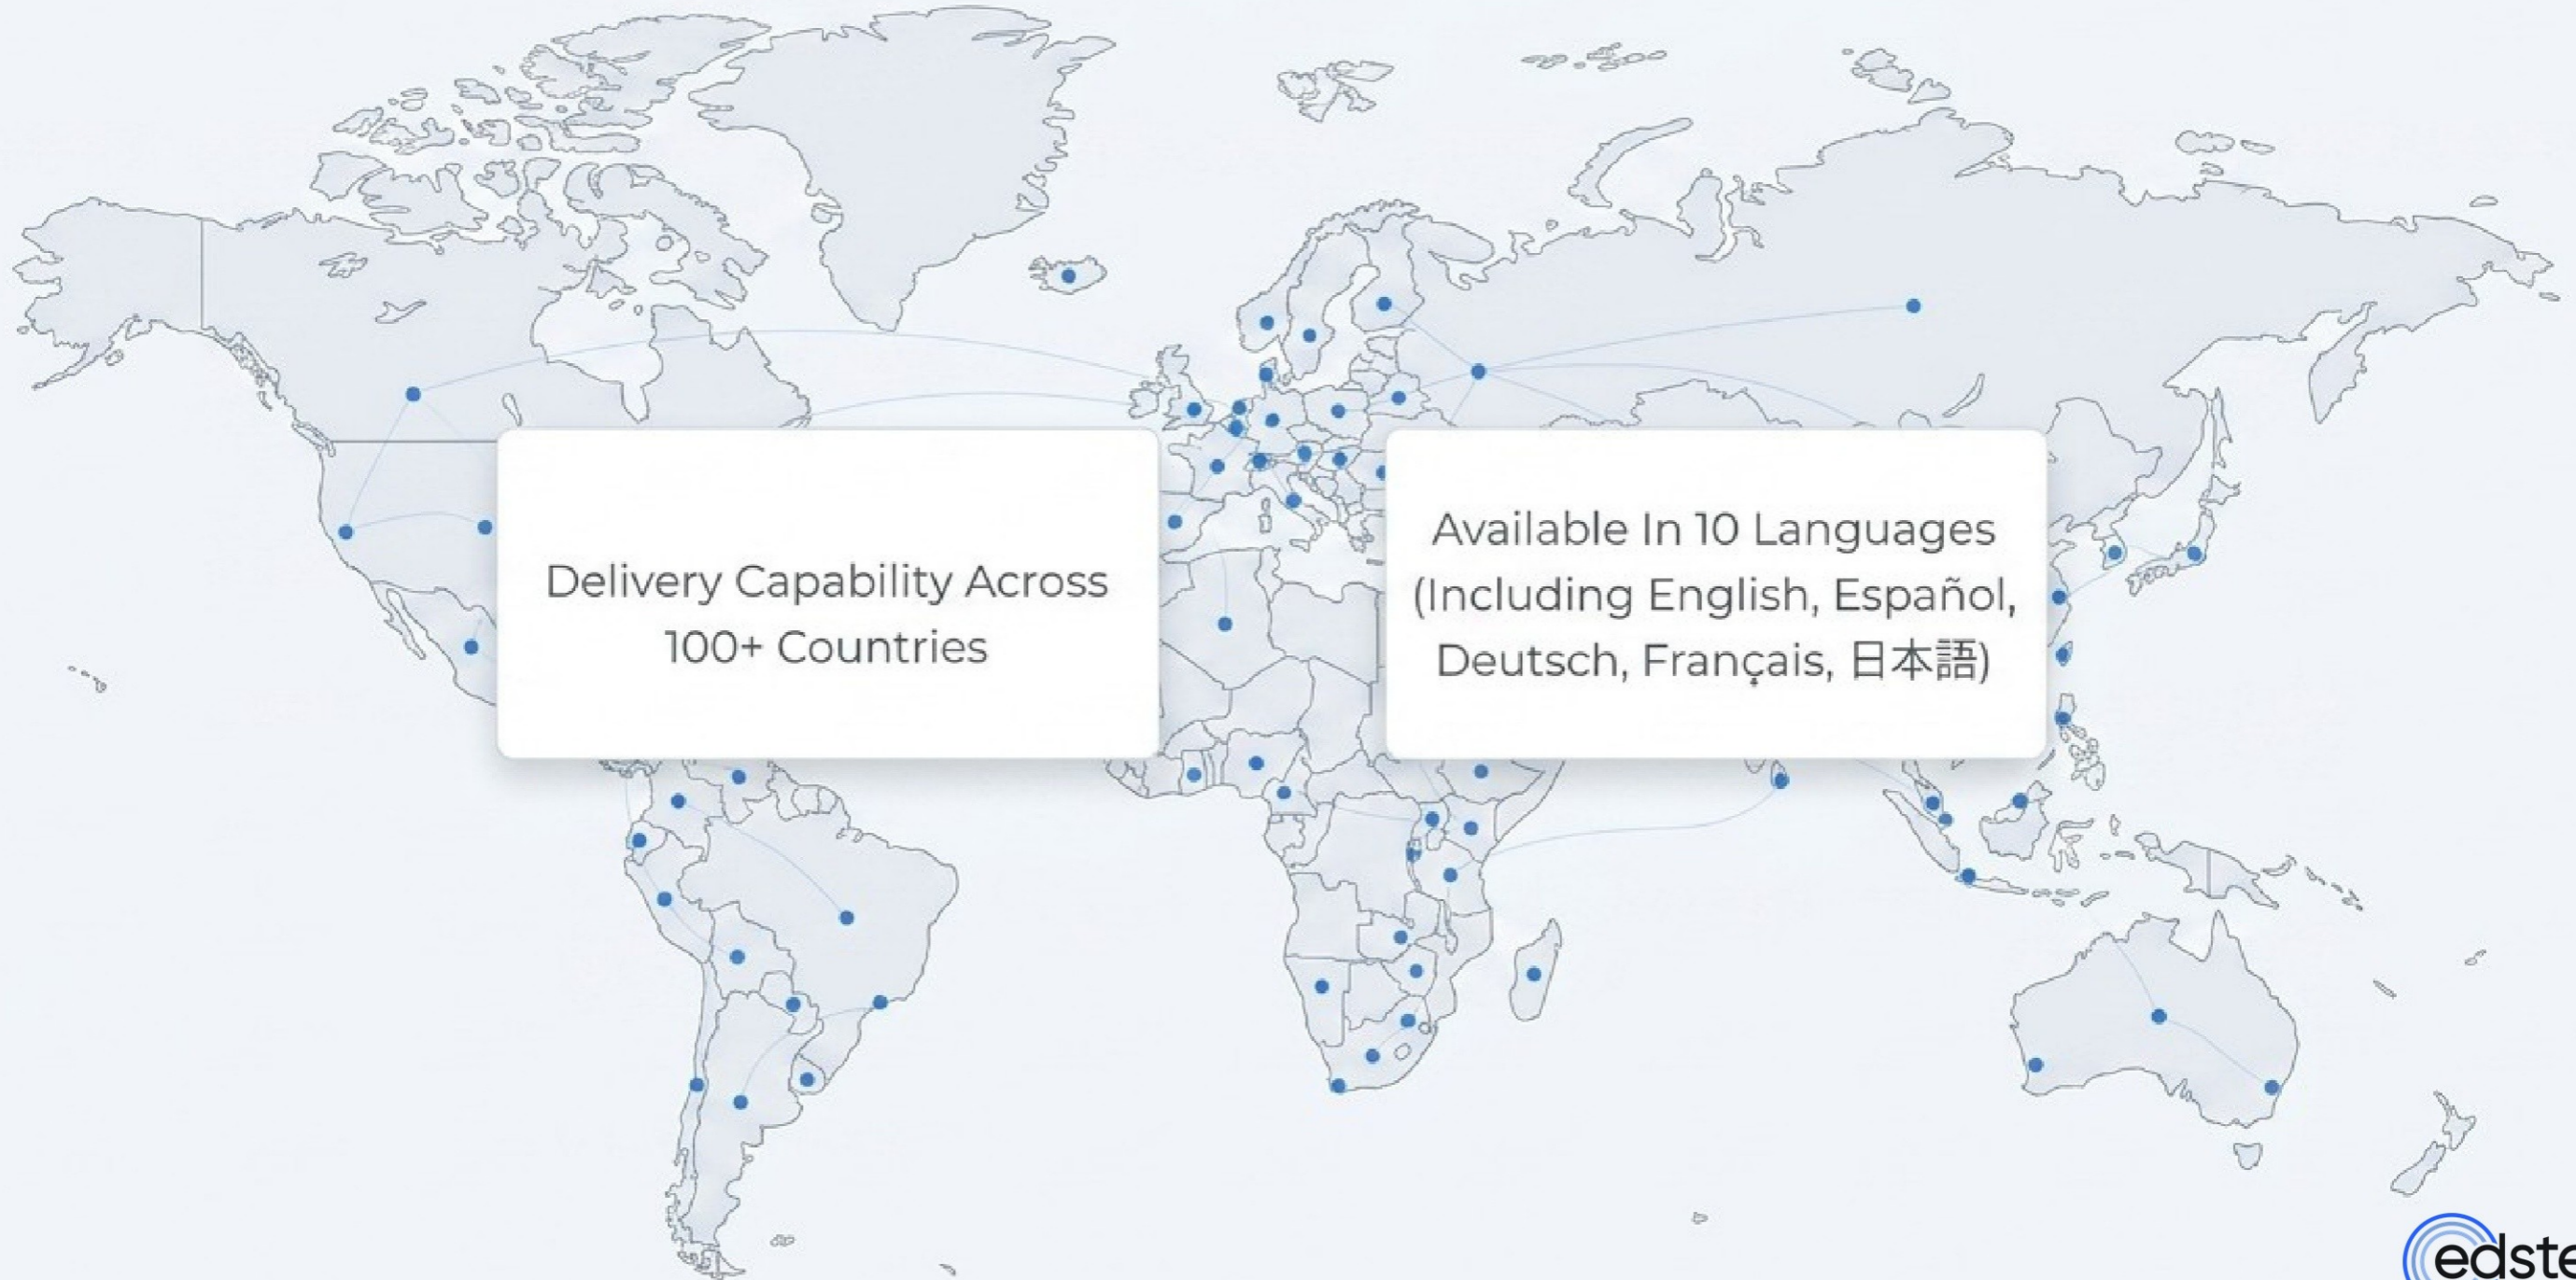 Delivery Capability Across
100+ Countries
Available In 10 Languages
(Including English, Español,
Deutsch, Français, 日本語)
edste